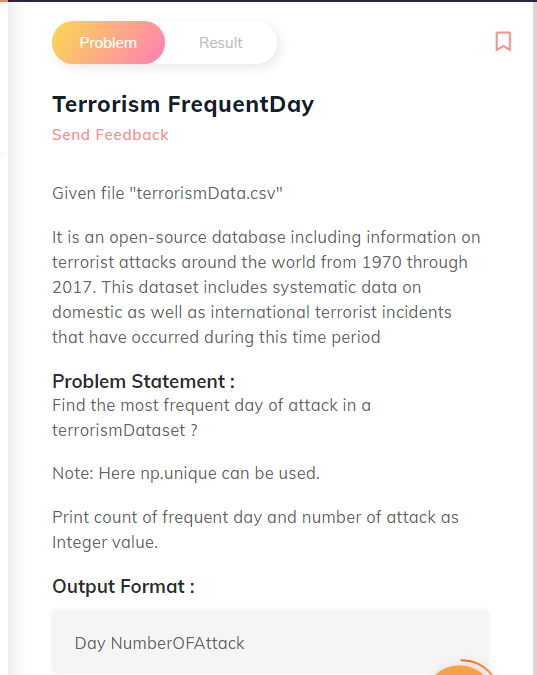 Problem Result
Terrorism FrequentDay
Send Feedback
Given file "terrorismData.csv"
It is an open-source database including information on
terrorist attacks around the world from 1970 through
2017. This dataset includes systematic data on
domestic as well as international terrorist incidents
that have occurred during this time period
Problem Statement :
Find the most frequent day of attack in a
terrorismDataset ?
Note: Here np.unique can be used.
Print count of frequent day and number of attack as
Integer value.
Output Format :
Day NumberOFAttack